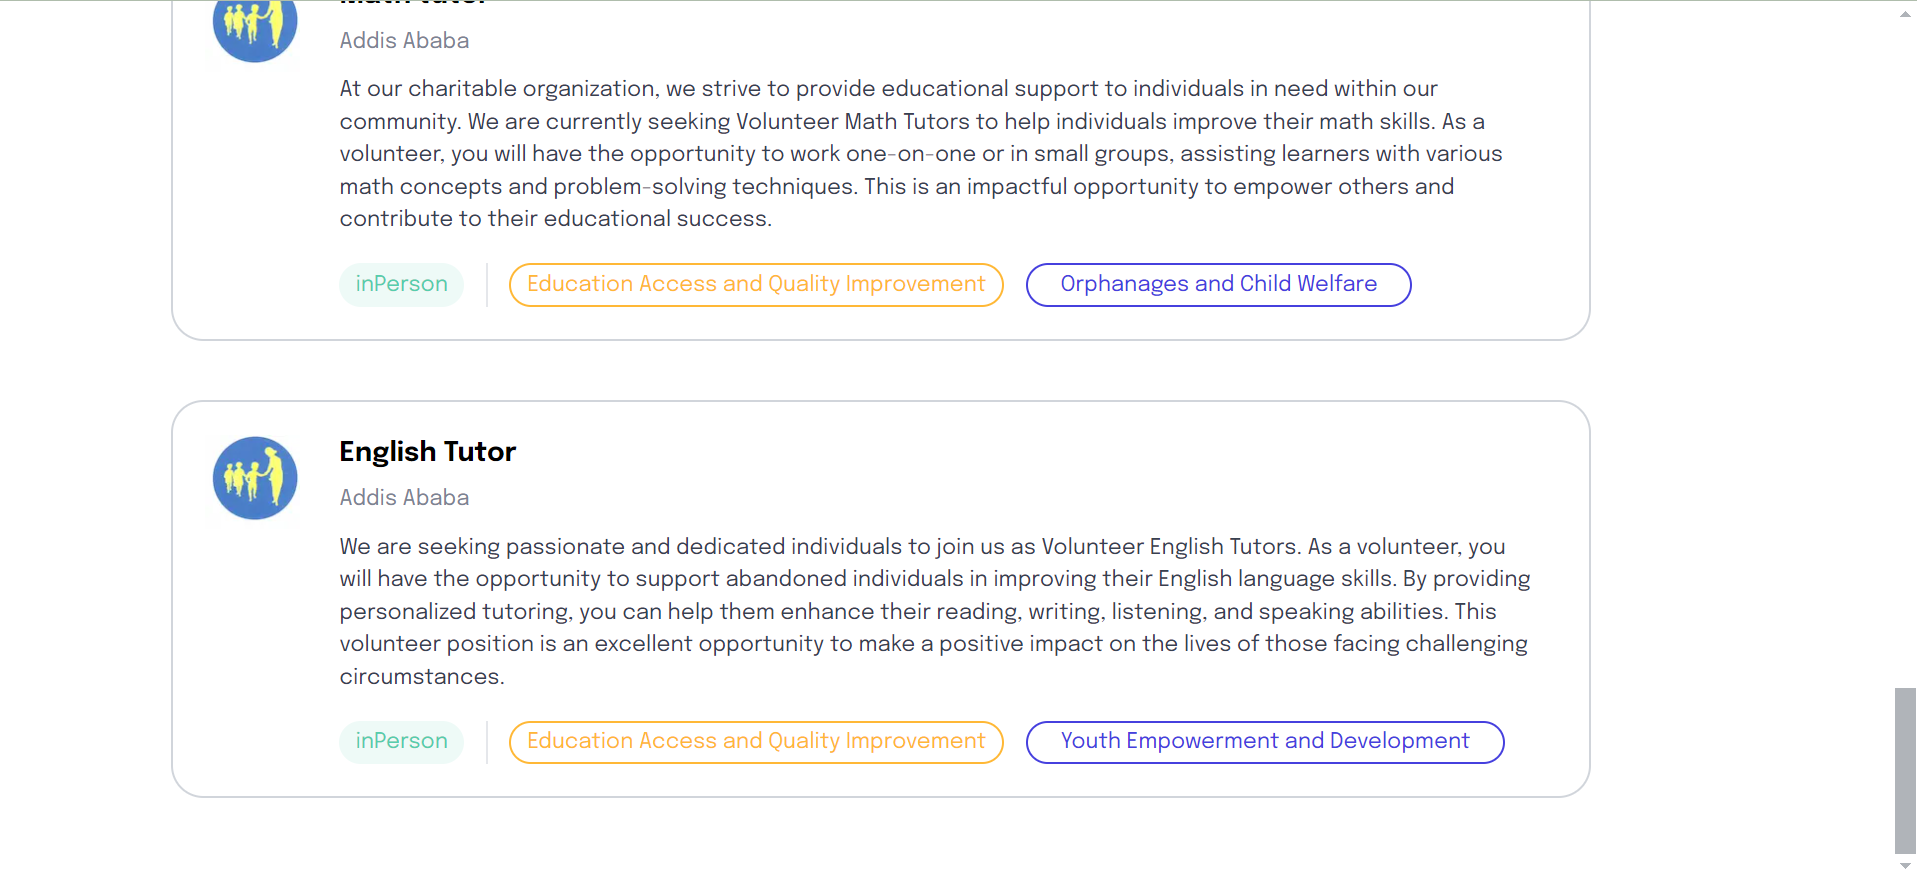 Math tutor
Addis Ababa
At our charitable organization, we strive to provide educational support to individuals in need within our
community. We are currently seeking Volunteer Math Tutors to help individuals improve their math skills. As a
volunteer, you will have the opportunity to work one-on-one or in small groups, assisting learners with various
math concepts and problem-solving techniques. This is an impactful opportunity to empower others and
contribute to their educational success.
inPerson
Education Access and Quality Improvement
Orphanages and Child Welfare
English Tutor
Addis Ababa
We are seeking passionate and dedicated individuals to join us as Volunteer English Tutors. As a volunteer, you
will have the opportunity to support abandoned individuals in improving their English language skills. By providing
personalized tutoring, you can help them enhance their reading, writing, listening, and speaking abilities. This
volunteer position is an excellent opportunity to make a positive impact on the lives of those facing challenging
circumstances.
inPerson
Education Access and Quality Improvement
Youth Empowerment and Development